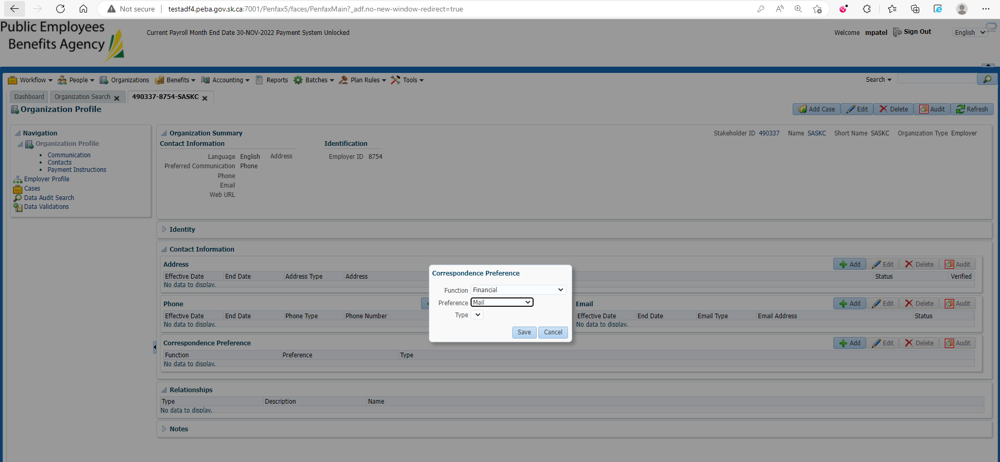 Not secure testadf4.peba.gov.sk.ca:7001/Penfax5/faces/PenfaxMain?_adf.no-new-window-redirect=true
Public Employees
Benefits Agency
Current Payroll Month End Date 30-NOV-2022 Payment System Unlocked
Welcome mpatel Sign Out English
Workflow People Organizations Benefits Accounting Reports Batches Plan Rules Tools Search
Dashboard Organization Search 490337-8754-SASKC
Organization Profile
Add Case Edit Delete Audit Refresh
Navigation
Organization Profile
Communication
Contacts
Payment Instructions
Employer Profile
Cases
Data Audit Search
Data Validations
Organization Summary Stakeholder ID 490337 Name SASKC Short Name SASKC Organization Type Employer
Contact Information Identification
Language English Address Employer ID 8754
Preferred Communication Phone
Phone
Email
Web URL
Identity
Contact Information
Address Add Edit Delete Audit
Effective Date End Date Address Type Address Status Verified
No data to display.
Phone
Effective Date End Date Phone Type Phone Number
No data to display.
Email Add Edit Delete Audit
Effective Date End Date Email Type Email Address Status
No data to display.
Correspondence Preference
Function Financial
Preference Mail
Type
Save Cancel
Correspondence Preference Add Edit Delete Audit
Function Preference Type
No data to display.
Relationships
Type Description Name
No data to display.
Notes